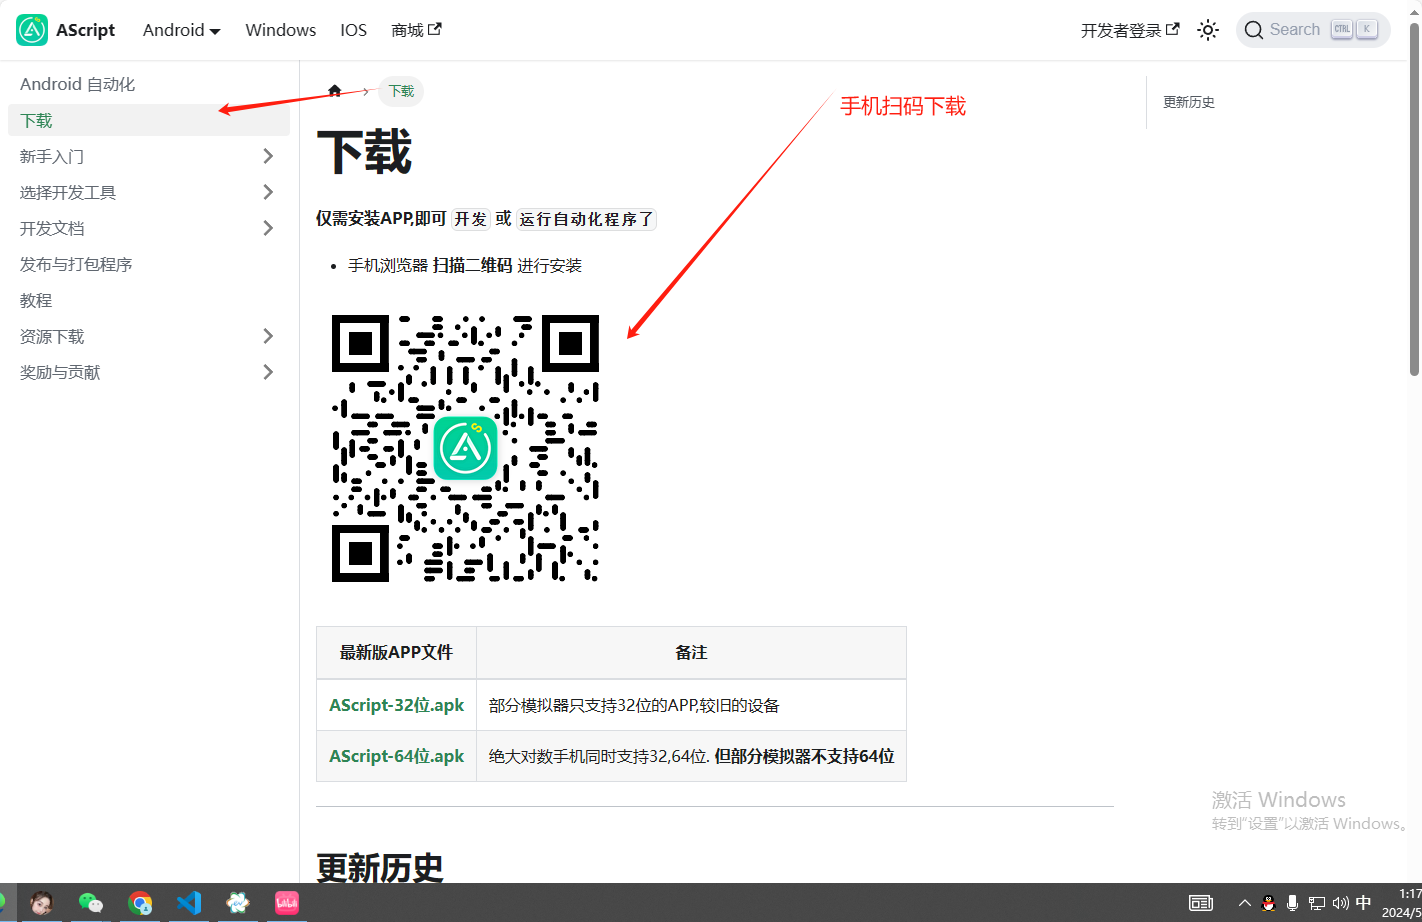 AScript
Android
Windows
IOS
商城
开发者登录
Search
CTRL
K
Android 自动化
下载
新手入门
选择开发工具
开发文档
发布与打包程序
教程
资源下载
奖励与贡献
下载
更新历史
手机扫码下载
下载
仅需安装APP,即可 开发 或 运行自动化程序了
手机浏览器 扫描二维码 进行安装
最新版APP文件
备注
AScript-32位.apk
部分模拟器只支持32位的APP,较旧的设备
AScript-64位.apk
绝大对数手机同时支持32,64位. 但部分模拟器不支持64位
更新历史
激活 Windows
转到“设置”以激活 Windows。
中
1:17
2024/5